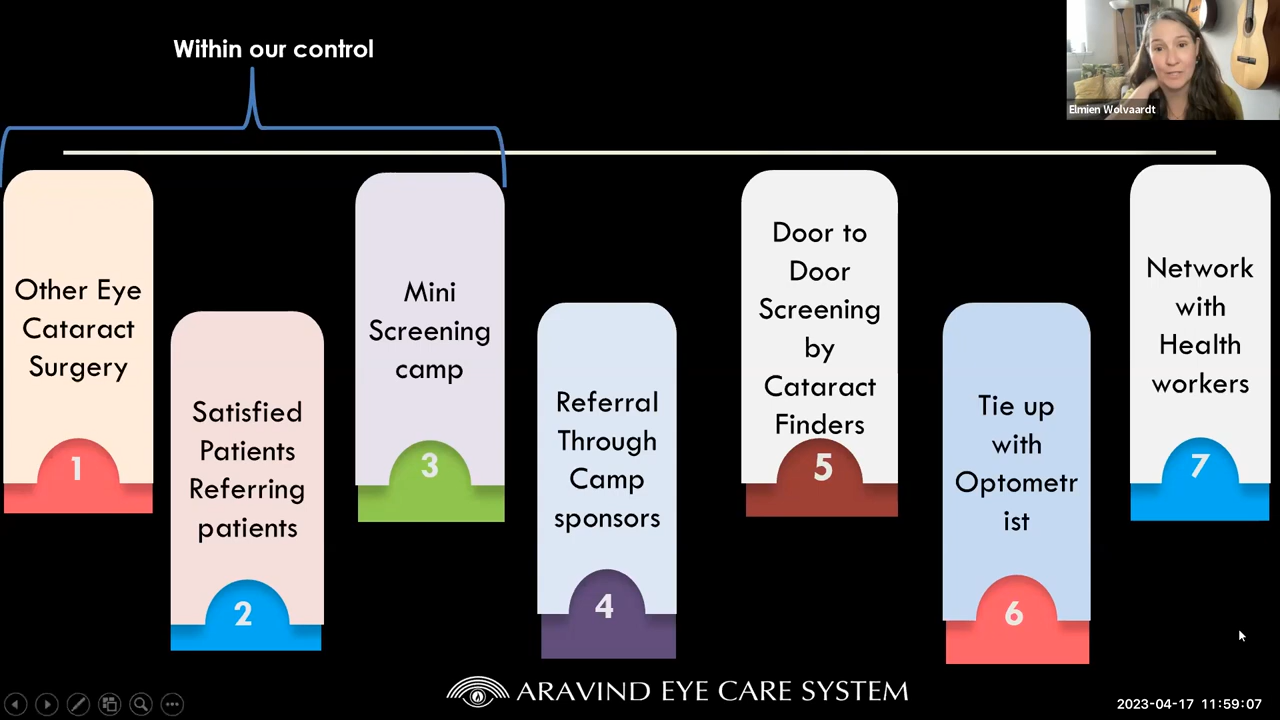 Within our control
Elmien Wolvaardt
Other Eye
Cataract
Surgery
1
Satisfied
Patients
Referring
patients
2
Mini
Screening
camp
3
Referral
Through
Camp
sponsors
4
Door to
Door
Screening
by
Cataract
Finders
5
Tie up
with
Optometr
ist
6
Network
with
Health
workers
7
ARAVIND EYE CARE SYSTEM
2023-04-17 11:59:07